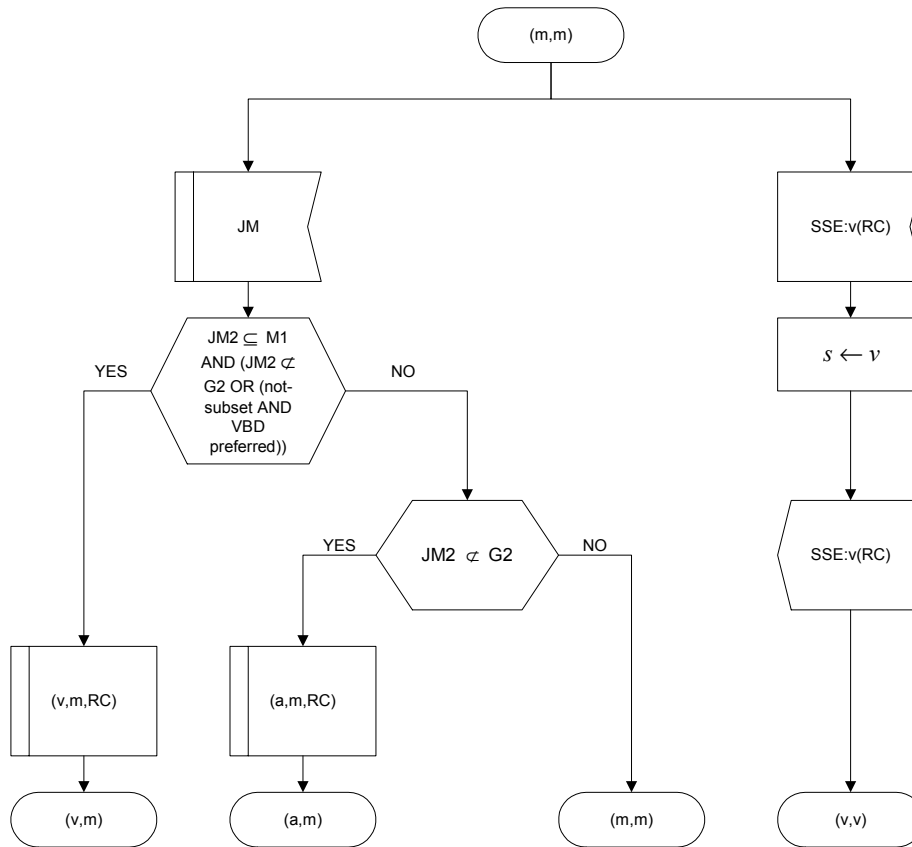 (m,m)
JM
SSE:v(RC)
JM2 ⊆ M1
AND (JM2 ⊄
G2 OR (not-
subset AND
VBD
preferred))
YES
NO
s ← v
YES
JM2 ⊄ G2
NO
SSE:v(RC)
(v,m,RC)
(a,m,RC)
(v,m)
(a,m)
(m,m)
(v,v)